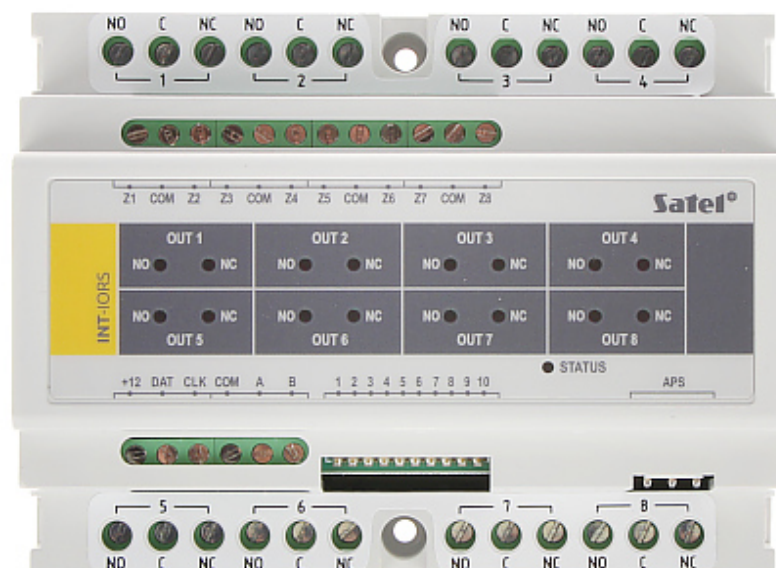 NO C NC NO C NC NO C NC NO C NC
1 2 3 4
Z1 COM Z2 Z3 COM Z4 Z5 COM Z6 Z7 COM Z8
Satel®
INT-IORS
OUT 1 OUT 2 OUT 3 OUT 4
NO NC NO NC NO NC NO NC
NO NC NO NC NO NC NO NC
OUT 5 OUT 6 OUT 7 OUT 8
STATUS
+12 DAT CLK COM A B 1 2 3 4 5 6 7 8 9 10 APS
5 6 7 8
NO C NC NO C NC NO C NC NO C NC